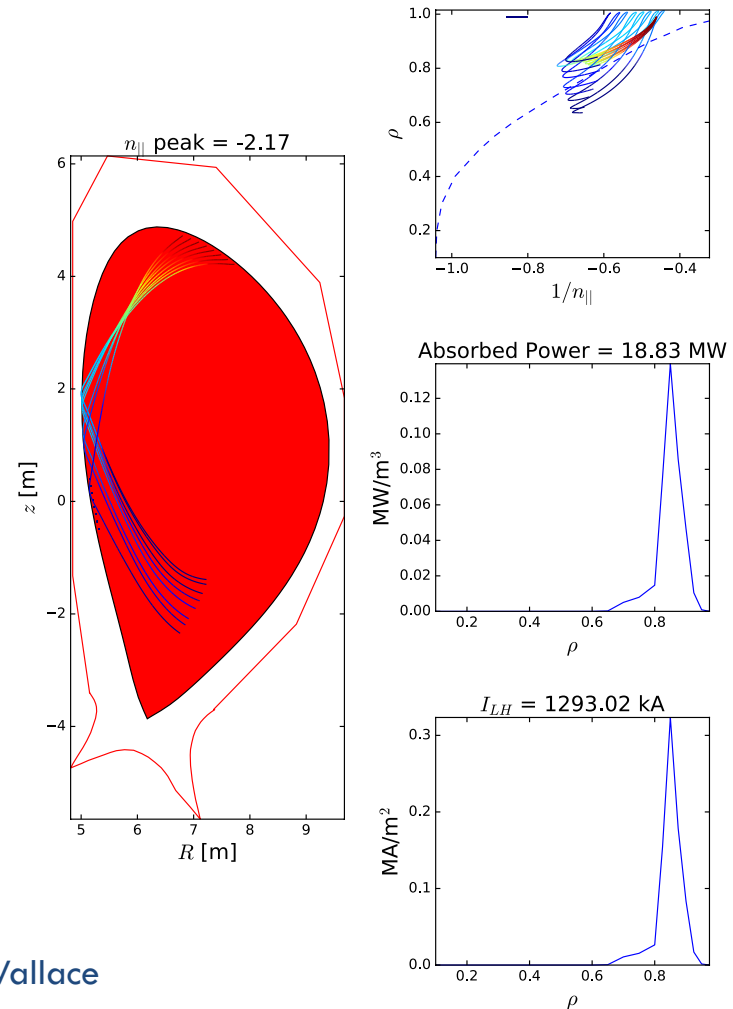 n|| peak = -2.17
6
4
2
0
−2
−4
z [m]
5 6 7 8 9
R [m]
1.0
0.8
0.6
0.4
0.2
ρ
−1.0 −0.8 −0.6 −0.4
1/n||
Absorbed Power = 18.83 MW
0.12
0.10
0.08
0.06
0.04
0.02
0.00
MW/m³
0.2 0.4 0.6 0.8
ρ
I_LH = 1293.02 kA
0.3
0.2
0.1
0.0
MA/m²
0.2 0.4 0.6 0.8
ρ